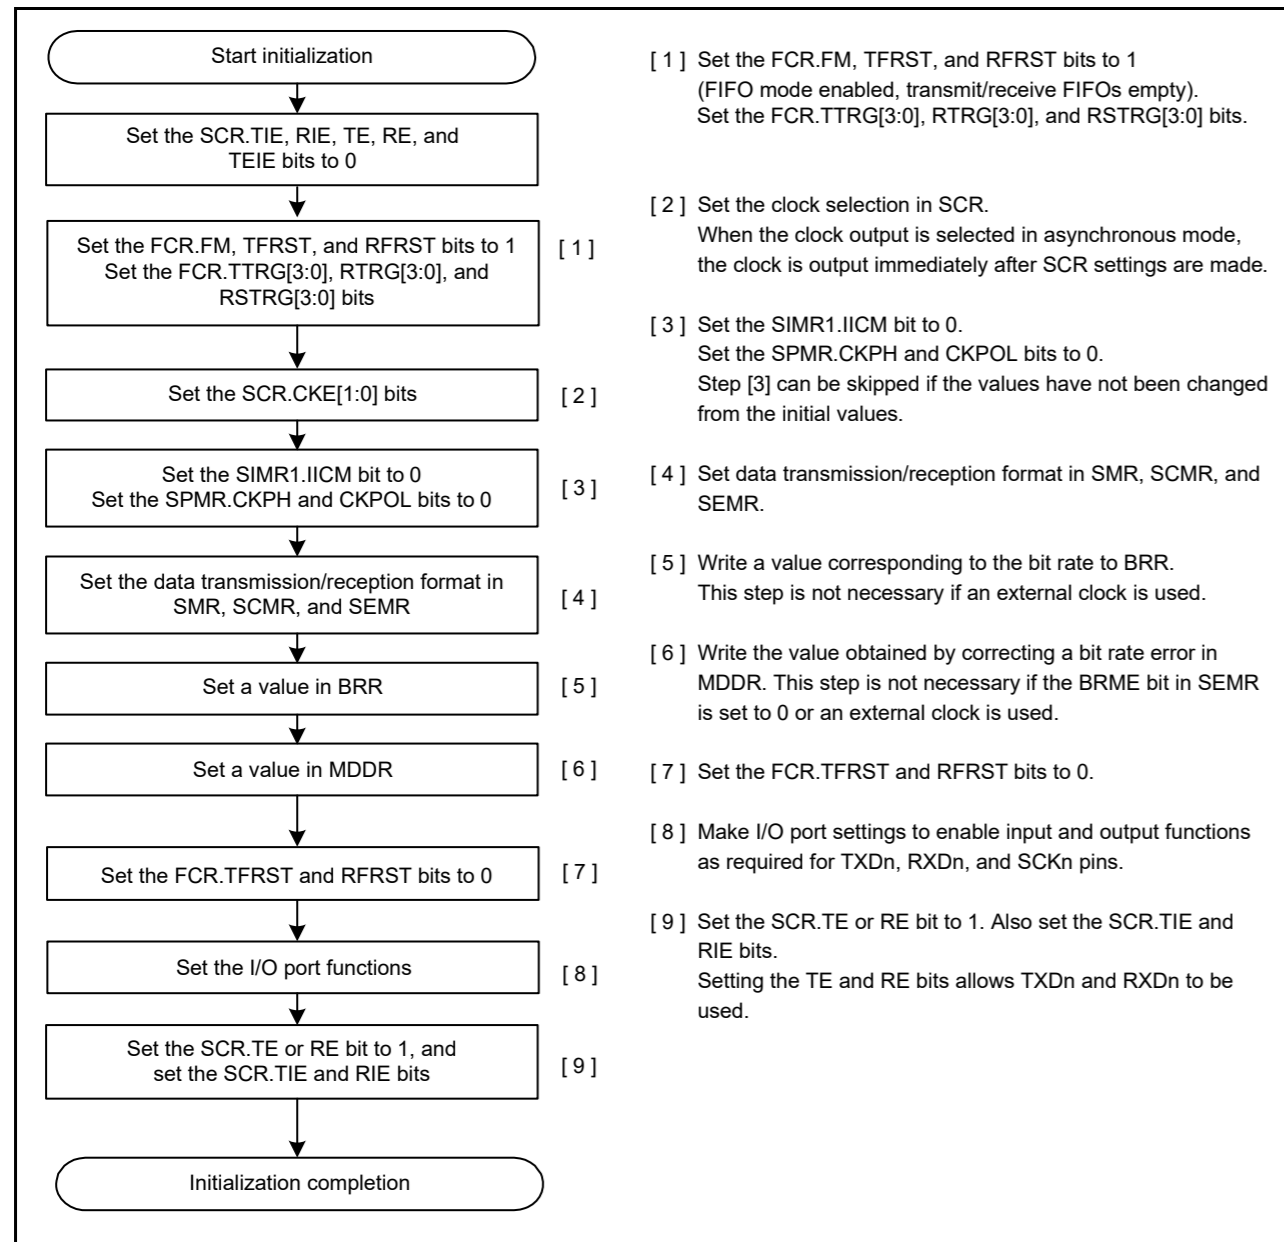 Start initialization
Set the SCR.TIE, RIE, TE, RE, and
TEIE bits to 0
Set the FCR.FM, TFRST, and RFRST bits to 1
Set the FCR.TTRG[3:0], RTRG[3:0], and
RSTRG[3:0] bits
[ 1 ]
Set the SCR.CKE[1:0] bits
[ 2 ]
Set the SIMR1.IICM bit to 0
Set the SPMR.CKPH and CKPOL bits to 0
[ 3 ]
Set the data transmission/reception format in
SMR, SCMR, and SEMR
[ 4 ]
Set a value in BRR
[ 5 ]
Set a value in MDDR
[ 6 ]
Set the FCR.TFRST and RFRST bits to 0
[ 7 ]
Set the I/O port functions
[ 8 ]
Set the SCR.TE or RE bit to 1, and
set the SCR.TIE and RIE bits
[ 9 ]
Initialization completion
[ 1 ] Set the FCR.FM, TFRST, and RFRST bits to 1
(FIFO mode enabled, transmit/receive FIFOs empty).
Set the FCR.TTRG[3:0], RTRG[3:0], and RSTRG[3:0] bits.
[ 2 ] Set the clock selection in SCR.
When the clock output is selected in asynchronous mode,
the clock is output immediately after SCR settings are made.
[ 3 ] Set the SIMR1.IICM bit to 0.
Set the SPMR.CKPH and CKPOL bits to 0.
Step [3] can be skipped if the values have not been changed
from the initial values.
[ 4 ] Set data transmission/reception format in SMR, SCMR, and
SEMR.
[ 5 ] Write a value corresponding to the bit rate to BRR.
This step is not necessary if an external clock is used.
[ 6 ] Write the value obtained by correcting a bit rate error in
MDDR. This step is not necessary if the BRME bit in SEMR
is set to 0 or an external clock is used.
[ 7 ] Set the FCR.TFRST and RFRST bits to 0.
[ 8 ] Make I/O port settings to enable input and output functions
as required for TXDn, RXDn, and SCKn pins.
[ 9 ] Set the SCR.TE or RE bit to 1. Also set the SCR.TIE and
RIE bits.
Setting the TE and RE bits allows TXDn and RXDn to be
used.